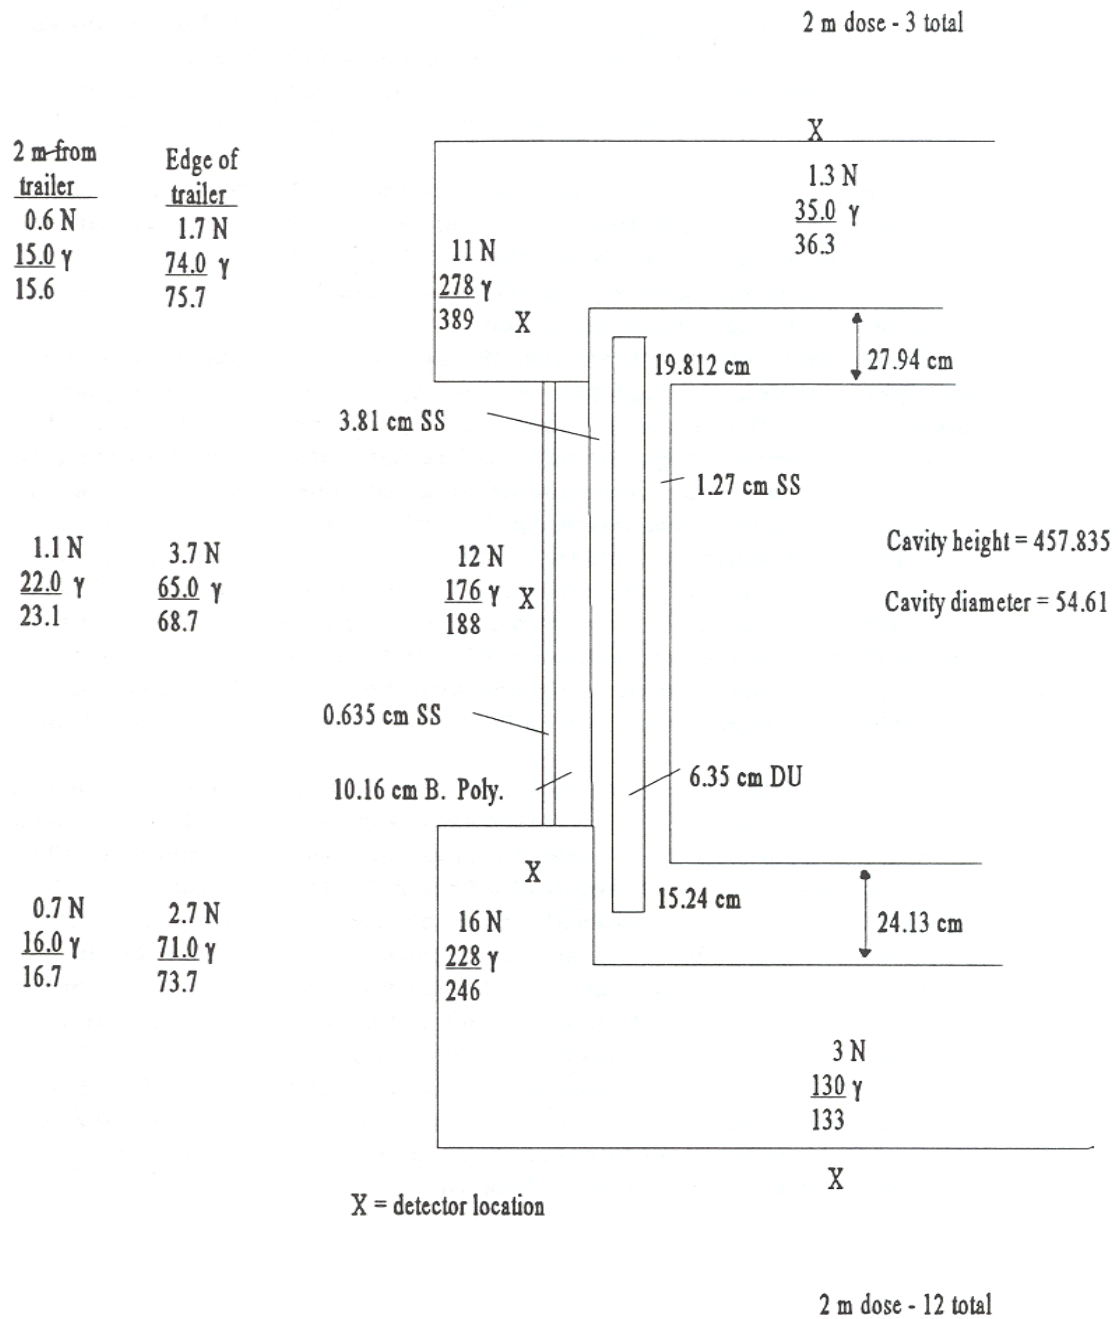 2 m dose - 3 total
2 m from
trailer
0.6 N
15.0 γ
15.6
Edge of
trailer
1.7 N
74.0 γ
75.7
11 N
278 γ
389
X
X
1.3 N
35.0 γ
36.3
19.812 cm
27.94 cm
3.81 cm SS
1.27 cm SS
Cavity height = 457.835
Cavity diameter = 54.61
1.1 N
22.0 γ
23.1
3.7 N
65.0 γ
68.7
12 N
176 γ
188
X
0.635 cm SS
10.16 cm B. Poly.
6.35 cm DU
X
15.24 cm
24.13 cm
0.7 N
16.0 γ
16.7
2.7 N
71.0 γ
73.7
16 N
228 γ
246
3 N
130 γ
133
X
X = detector location
2 m dose - 12 total